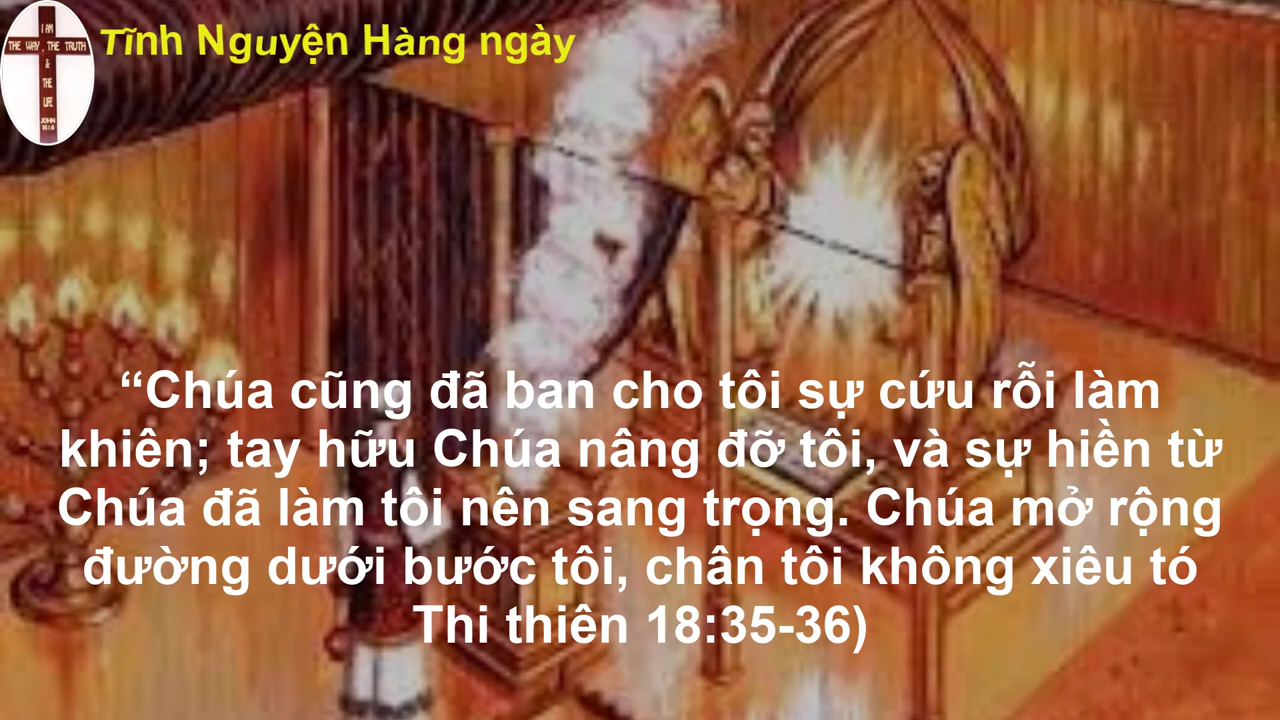 I AM
THE WAY, THE TRUTH
&
THE
LIFE
JOHN
14:6
Tĩnh Nguyện Hàng ngày
“Chúa cũng đã ban cho tôi sự cứu rỗi làm
khiên; tay hữu Chúa nâng đỡ tôi, và sự hiền từ
Chúa đã làm tôi nên sang trọng. Chúa mở rộng
đường dưới bước tôi, chân tôi không xiêu tó
Thi thiên 18:35-36)